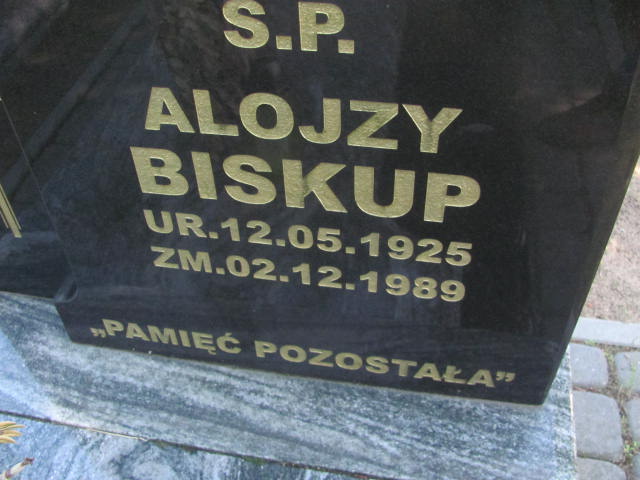 Ś.P.
ALOJZY
BISKUP
UR.12.05.1925
ZM.02.12.1989
„PAMIĘĆ POZOSTAŁA”